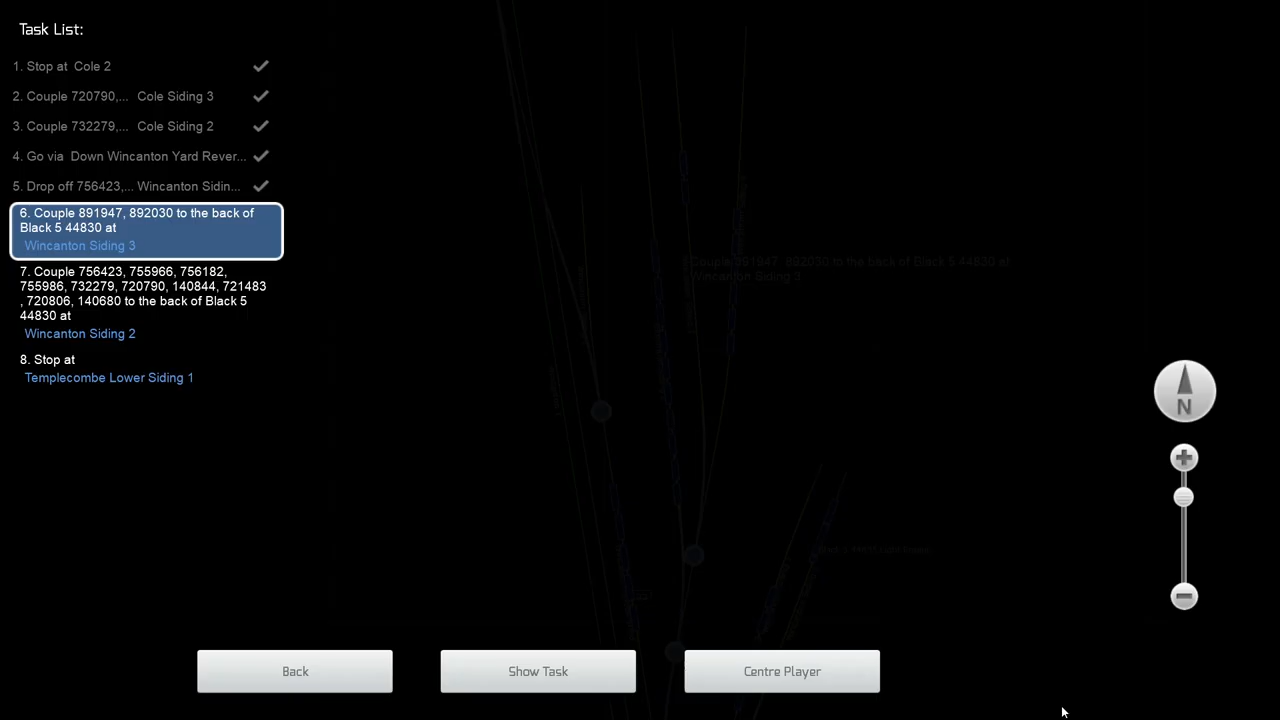 Task List:
1. Stop at  Cole 2
2. Couple 720790,...  Cole Siding 3
3. Couple 732279,...  Cole Siding 2
4. Go via  Down Wincanton Yard Rever...
5. Drop off 756423,... Wincanton Sidin...
6. Couple 891947, 892030 to the back of
Black 5 44830 at
Wincanton Siding 3
7. Couple 756423, 755966, 756182,
755986, 732279, 720790, 140844, 721483
, 720806, 140680 to the back of Black 5
44830 at
Wincanton Siding 2
8. Stop at
Templecombe Lower Siding 1
Couple 891947, 892030 to the back of Black 5 44830 at
Wincanton Siding 3
N
Back
Show Task
Centre Player